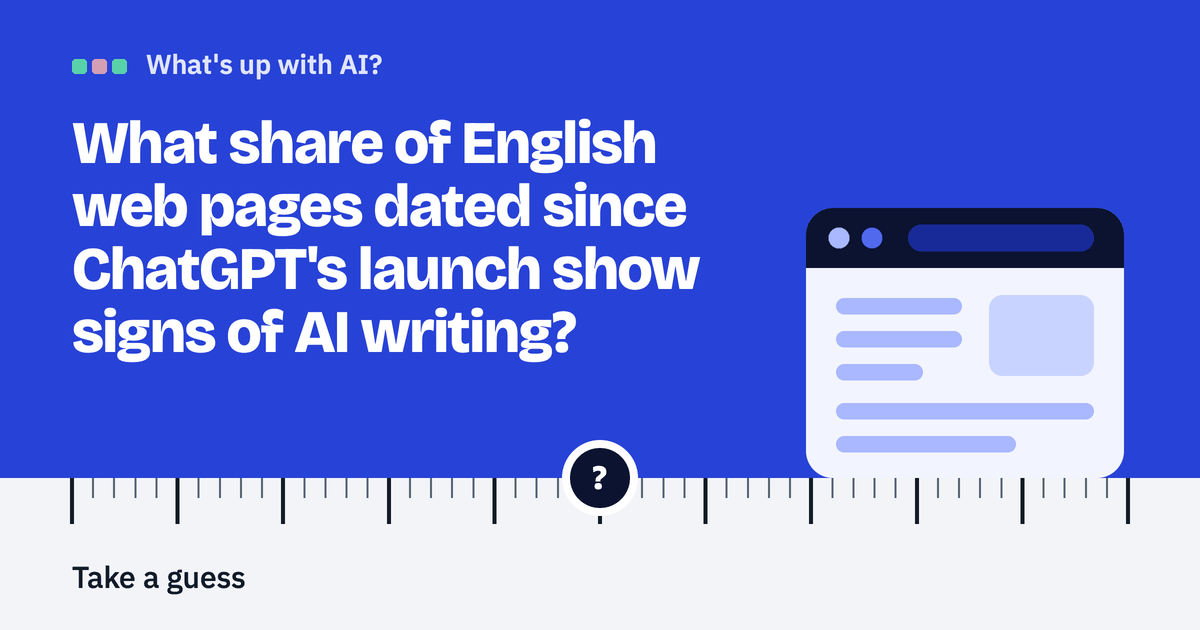 What's up with AI?
What share of English
web pages dated since
ChatGPT's launch show
signs of AI writing?
?
Take a guess